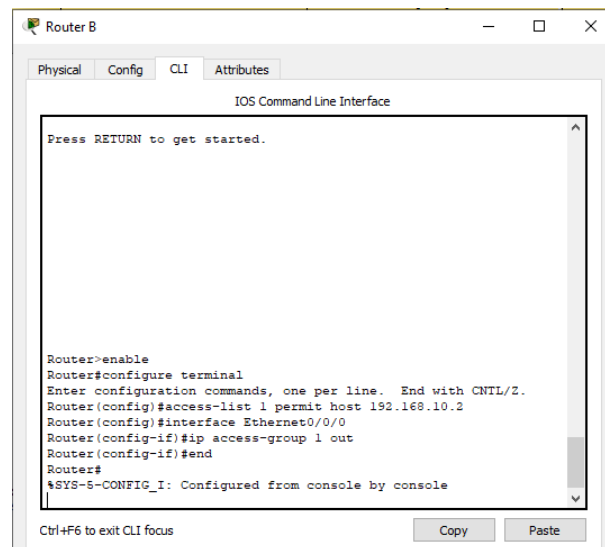 Router B
Physical Config CLI Attributes
IOS Command Line Interface
Press RETURN to get started.
Router>enable
Router#configure terminal
Enter configuration commands, one per line.  End with CNTL/Z.
Router(config)#access-list 1 permit host 192.168.10.2
Router(config)#interface Ethernet0/0/0
Router(config-if)#ip access-group 1 out
Router(config-if)#end
Router#
%SYS-5-CONFIG_I: Configured from console by console
Ctrl+F6 to exit CLI focus
Copy Paste